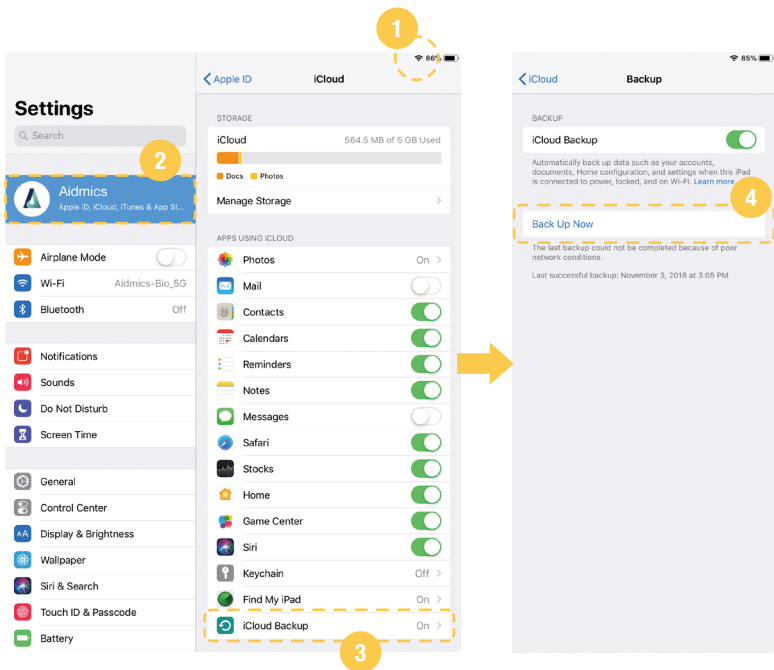 1
86%
Settings
Search
2
Aidmics
Apple ID, iCloud, iTunes & App St...
Airplane Mode
Wi-Fi Aidmics-Bio_5G
Bluetooth Off
Notifications
Sounds
Do Not Disturb
Screen Time
General
Control Center
AA Display & Brightness
Wallpaper
Siri & Search
Touch ID & Passcode
Battery
Apple ID iCloud
STORAGE
iCloud 564.5 MB of 5 GB Used
Docs Photos
Manage Storage
APPS USING ICLOUD
Photos On
Mail
Contacts
Calendars
Reminders
Notes
Messages
Safari
Stocks
Home
Game Center
Siri
Keychain Off
Find My iPad On
iCloud Backup On
3
85%
iCloud Backup
BACKUP
iCloud Backup
Automatically back up data such as your accounts,
documents, Home configuration, and settings when this iPad
is connected to power, locked, and on Wi-Fi. Learn more
4
Back Up Now
The last backup could not be completed because of poor
network conditions.
Last successful backup: November 3, 2018 at 3:05 PM